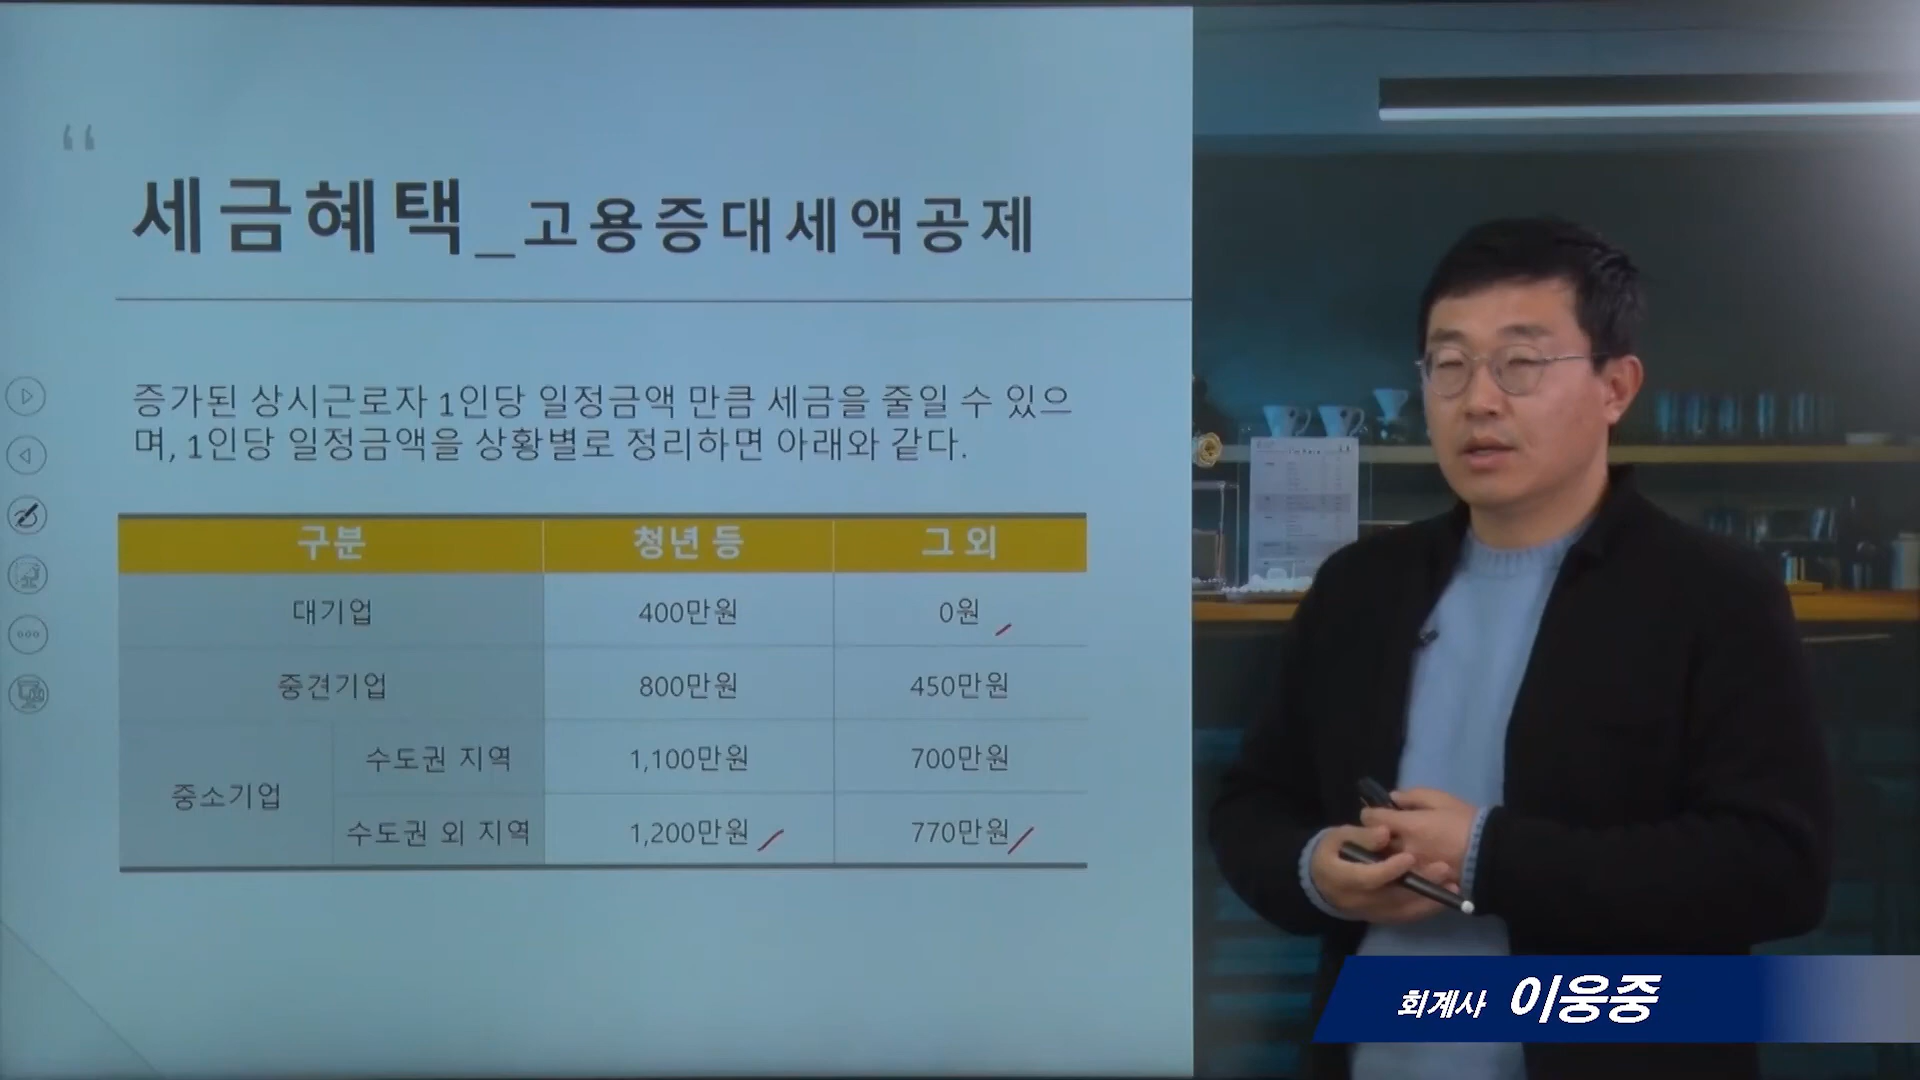 세금혜택_고용증대세액공제
증가된 상시근로자 1인당 일정금액 만큼 세금을 줄일 수 있으
며, 1인당 일정금액을 상황별로 정리하면 아래와 같다.
구분 청년 등 그 외
대기업 400만원 0원
중견기업 800만원 450만원
중소기업 수도권 지역 1,100만원 700만원
수도권 외 지역 1,200만원 770만원
회계사 이웅중